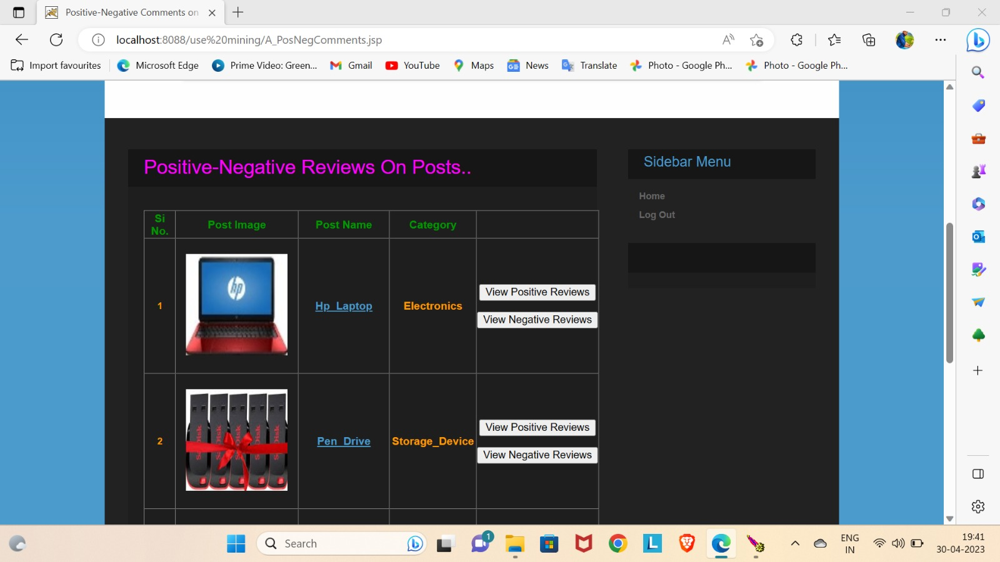 Positive-Negative Comments on
localhost:8088/use%20mining/A_PosNegComments.jsp
Import favourites
Microsoft Edge
Prime Video: Green...
Gmail
YouTube
Maps
News
Translate
Photo - Google Ph...
Photo - Google Ph...
Positive-Negative Reviews On Posts..
Sidebar Menu
Home
Log Out
Si
No.
Post Image
Post Name
Category
1
hp
Hp_Laptop
Electronics
View Positive Reviews
View Negative Reviews
2
SanDisk
Pen_Drive
Storage_Device
View Positive Reviews
View Negative Reviews
Search
1
L
ENG
IN
19:41
30-04-2023